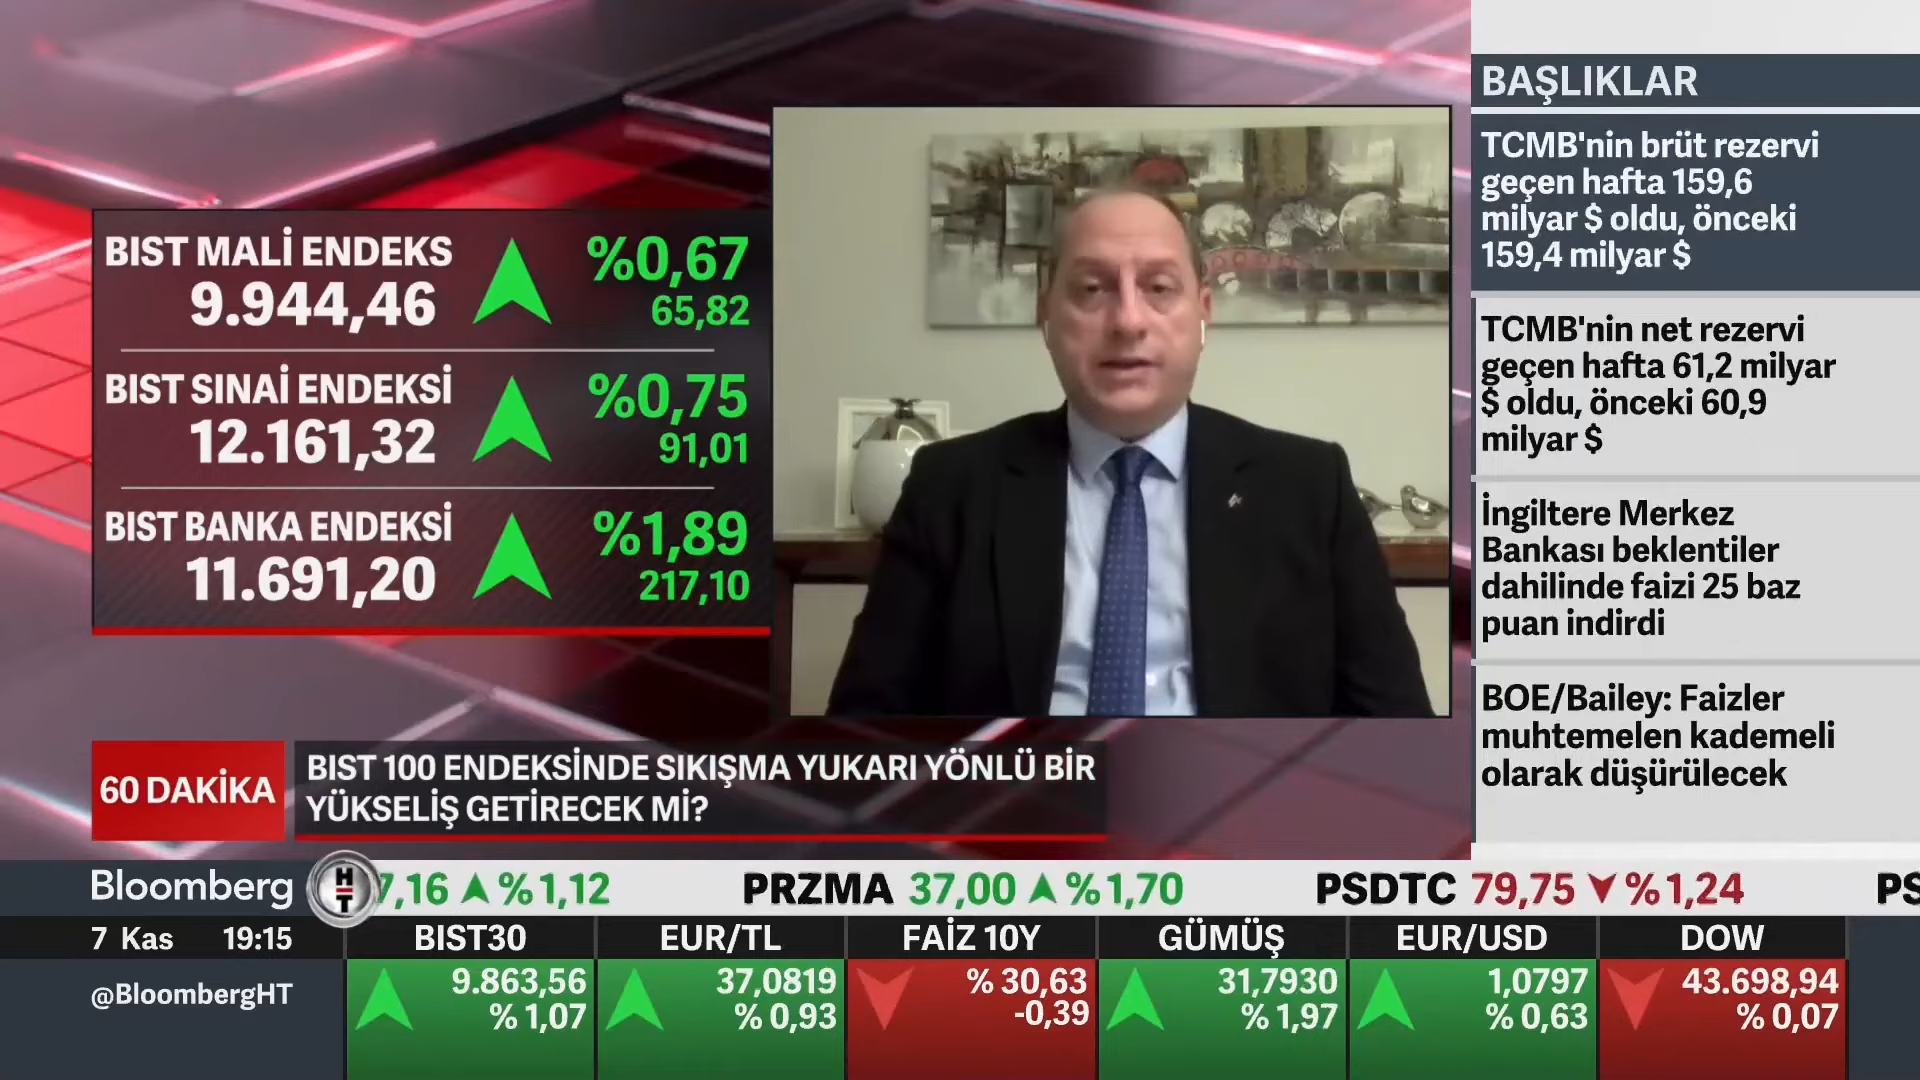 BIST MALİ ENDEKS
9.944,46
%0,67
65,82
BIST SINAİ ENDEKSİ
12.161,32
%0,75
91,01
BIST BANKA ENDEKSİ
11.691,20
%1,89
217,10
60 DAKİKA
BIST 100 ENDEKSİNDE SIKIŞMA YUKARI YÖNLÜ BİR
YÜKSELİŞ GETİRECEK Mİ?
BAŞLIKLAR
TCMB'nin brüt rezervi
geçen hafta 159,6
milyar $ oldu, önceki
159,4 milyar $
TCMB'nin net rezervi
geçen hafta 61,2 milyar
$ oldu, önceki 60,9
milyar $
İngiltere Merkez
Bankası beklentiler
dahilinde faizi 25 baz
puan indirdi
BOE/Bailey: Faizler
muhtemelen kademeli
olarak düşürülecek
Bloomberg HT
7,16 %1,12 PRZMA 37,00 %1,70 PSDTC 79,75 %1,24 PS
7 Kas 19:15
@BloombergHT
BIST30
9.863,56
% 1,07
EUR/TL
37,0819
% 0,93
FAİZ 10Y
% 30,63
-0,39
GÜMÜŞ
31,7930
% 1,97
EUR/USD
1,0797
% 0,63
DOW
43.698,94
% 0,07